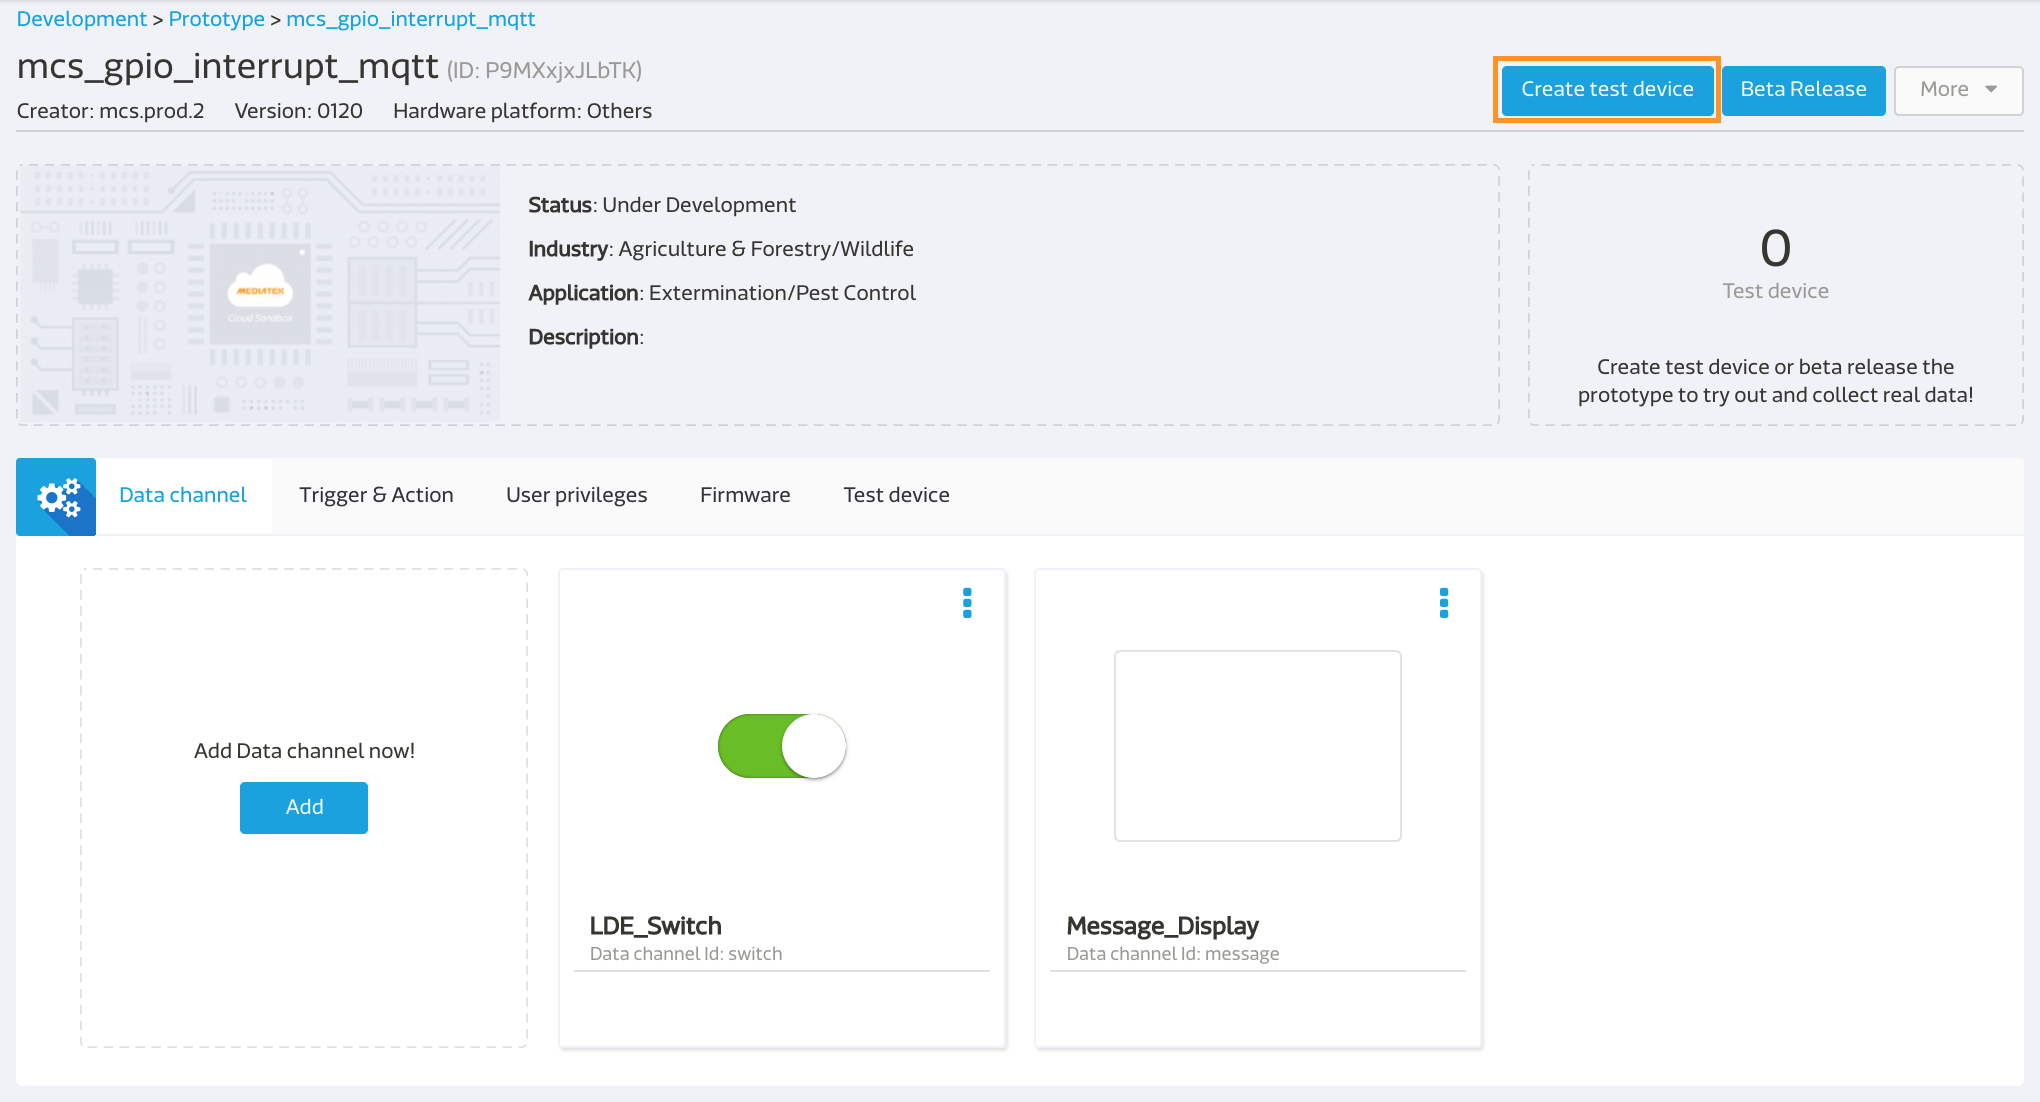 Development > Prototype > mcs_gpio_interrupt_mqtt
mcs_gpio_interrupt_mqtt (ID: P9MXxjxJLbTK)
Creator: mcs.prod.2 Version: 0120 Hardware platform: Others
Create test device
Beta Release
More
MEDIATEK
Cloud Sandbox
Status: Under Development
Industry: Agriculture & Forestry/Wildlife
Application: Extermination/Pest Control
Description:
0
Test device
Create test device or beta release the
prototype to try out and collect real data!
Data channel Trigger & Action User privileges Firmware Test device
Add Data channel now!
Add
LDE_Switch
Data channel Id: switch
Message_Display
Data channel Id: message